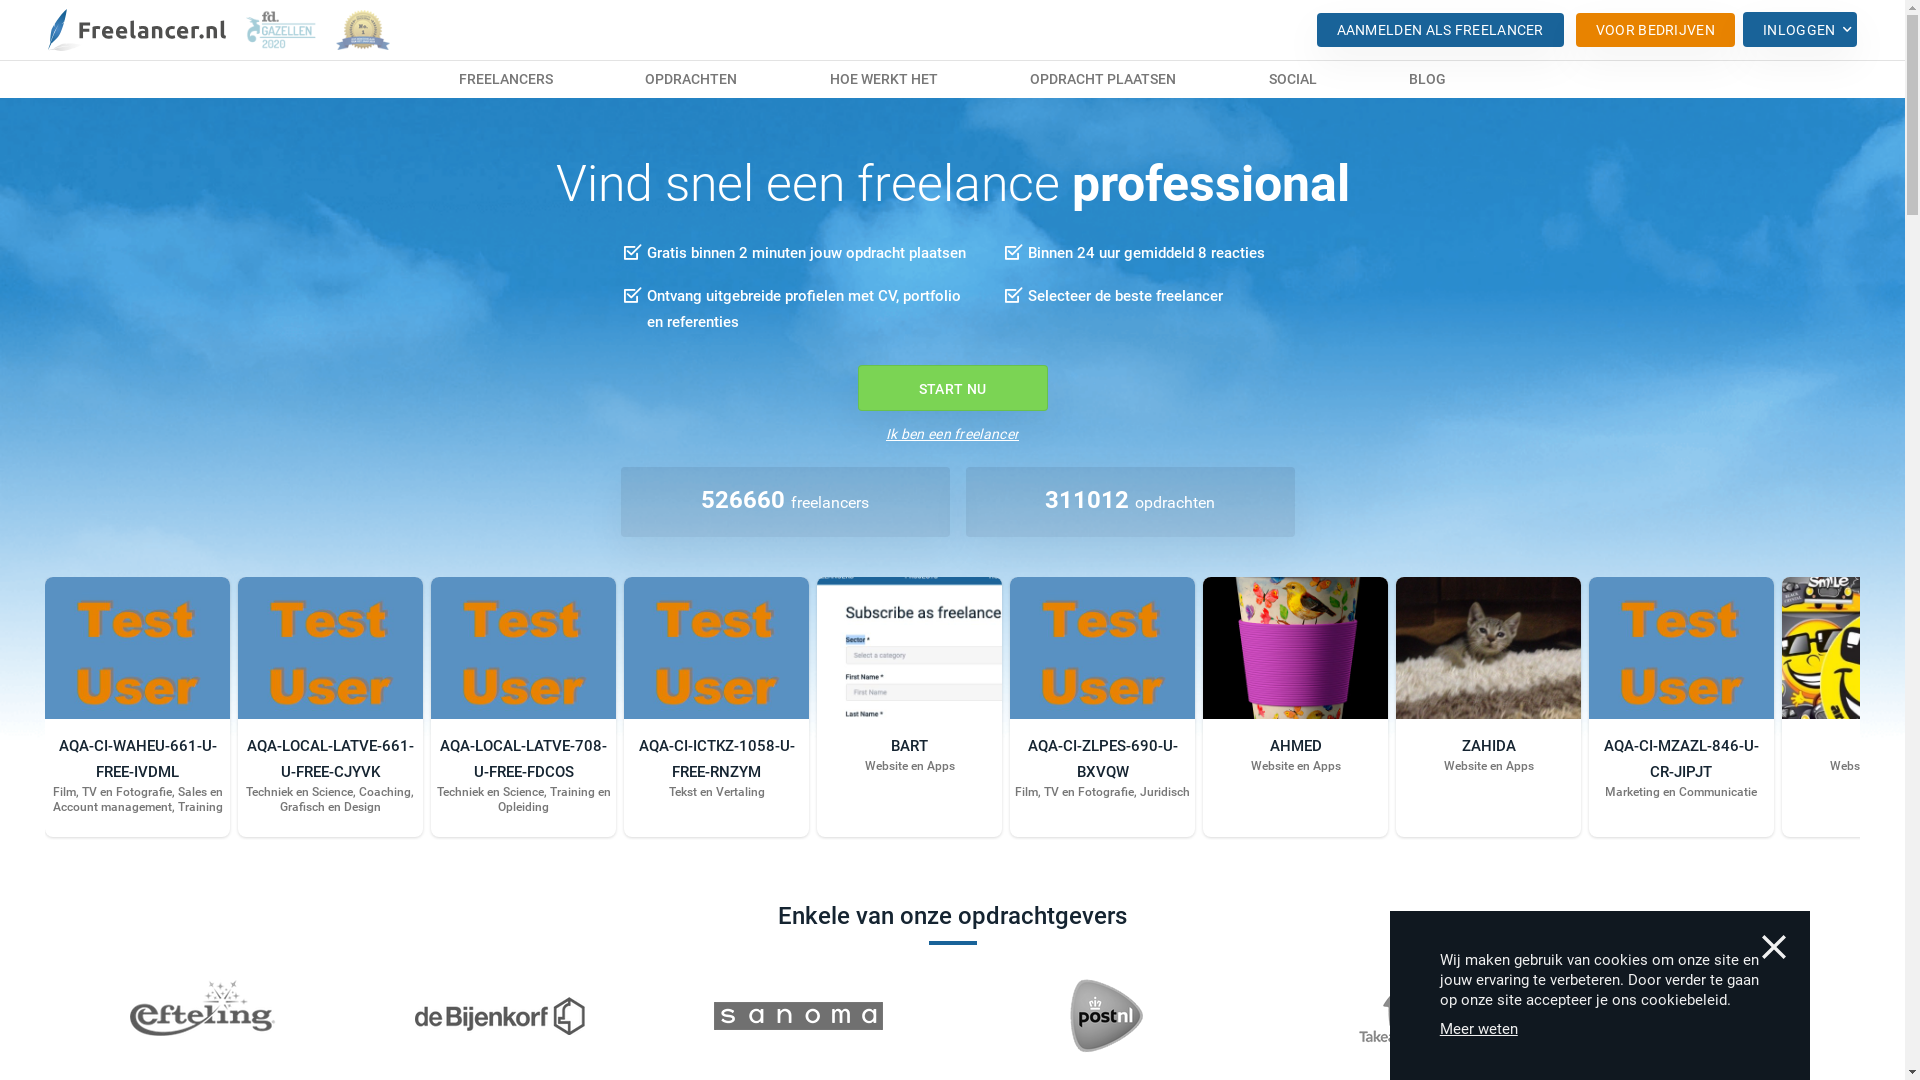 Freelancer.nl
fd.
GAZELLEN
2020
AANMELDEN ALS FREELANCER
VOOR BEDRIJVEN
INLOGGEN
FREELANCERS
OPDRACHTEN
HOE WERKT HET
OPDRACHT PLAATSEN
SOCIAL
BLOG
Vind snel een freelance professional
Gratis binnen 2 minuten jouw opdracht plaatsen
Binnen 24 uur gemiddeld 8 reacties
Ontvang uitgebreide profielen met CV, portfolio
en referenties
Selecteer de beste freelancer
START NU
Ik ben een freelancer
526660 freelancers
311012 opdrachten
Test
User
AQA-CI-WAHEU-661-U-
FREE-IVDML
Film, TV en Fotografie, Sales en
Account management, Training
Test
User
AQA-LOCAL-LATVE-661-
U-FREE-CJYVK
Techniek en Science, Coaching,
Grafisch en Design
Test
User
AQA-LOCAL-LATVE-708-
U-FREE-FDCOS
Techniek en Science, Training en
Opleiding
Test
User
AQA-CI-ICTKZ-1058-U-
FREE-RNZYM
Tekst en Vertaling
Subscribe as freelance
Sector *
Select a category
First Name *
First Name
Last Name *
BART
Website en Apps
Test
User
AQA-CI-ZLPES-690-U-
BXVQW
Film, TV en Fotografie, Juridisch
AHMED
Website en Apps
ZAHIDA
Website en Apps
Test
User
AQA-CI-MZAZL-846-U-
CR-JIPJT
Marketing en Communicatie
SMILE
Webs
Enkele van onze opdrachtgevers
efteling
de Bijenkorf
sanoma
postnl
Takea
Wij maken gebruik van cookies om onze site en
jouw ervaring te verbeteren. Door verder te gaan
op onze site accepteer je ons cookiebeleid.
Meer weten